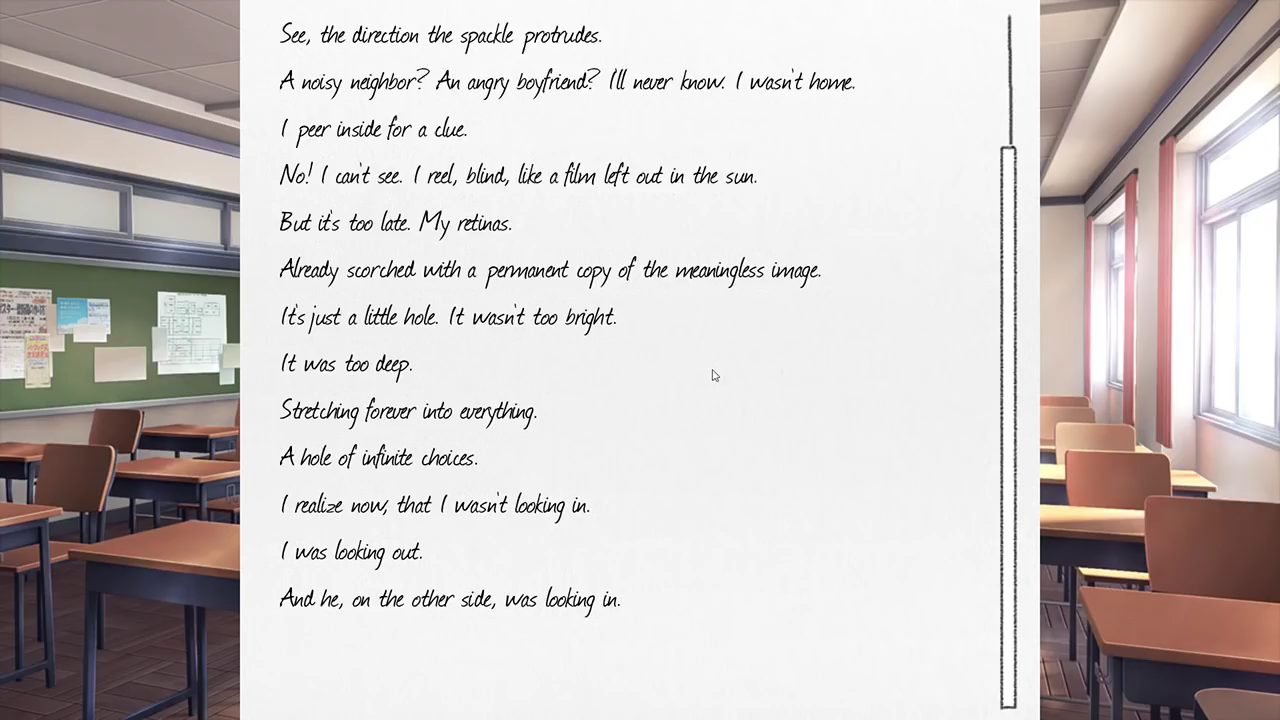 See, the direction the spackle protrudes.
A noisy neighbor? An angry boyfriend? I'll never know. I wasn't home.
I peer inside for a clue.
No! I can't see. I reel, blind, like a film left out in the sun.
But it's too late. My retinas.
Already scorched with a permanent copy of the meaningless image.
It's just a little hole. It wasn't too bright.
It was too deep.
Stretching forever into everything.
A hole of infinite choices.
I realize now, that I wasn't looking in.
I was looking out.
And he, on the other side, was looking in.